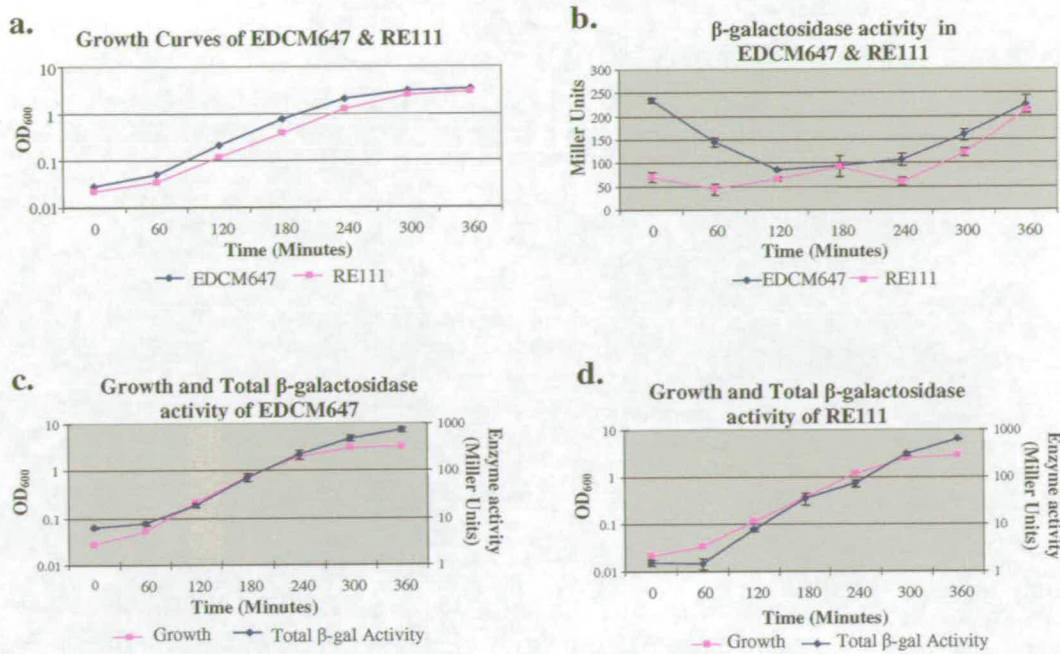 a.
Growth Curves of EDCM647 & RE111
10
1
0.1
0.01
OD600
0 60 120 180 240 300 360
Time (Minutes)
EDCM647 RE111
b.
β-galactosidase activity in
EDCM647 & RE111
300
250
200
150
100
50
0
Miller Units
0 60 120 180 240 300 360
Time (Minutes)
EDCM647 RE111
c.
Growth and Total β-galactosidase
activity of EDCM647
10
1
0.1
0.01
OD600
1000
100
10
1
Enzyme activity
(Miller Units)
0 60 120 180 240 300 360
Time (Minutes)
Growth Total β-gal Activity
d.
Growth and Total β-galactosidase
activity of RE111
10
1
0.1
0.01
OD600
1000
100
10
1
Enzyme activity
(Miller Units)
0 60 120 180 240 300 360
Time (Minutes)
Growth Total β-gal Activity